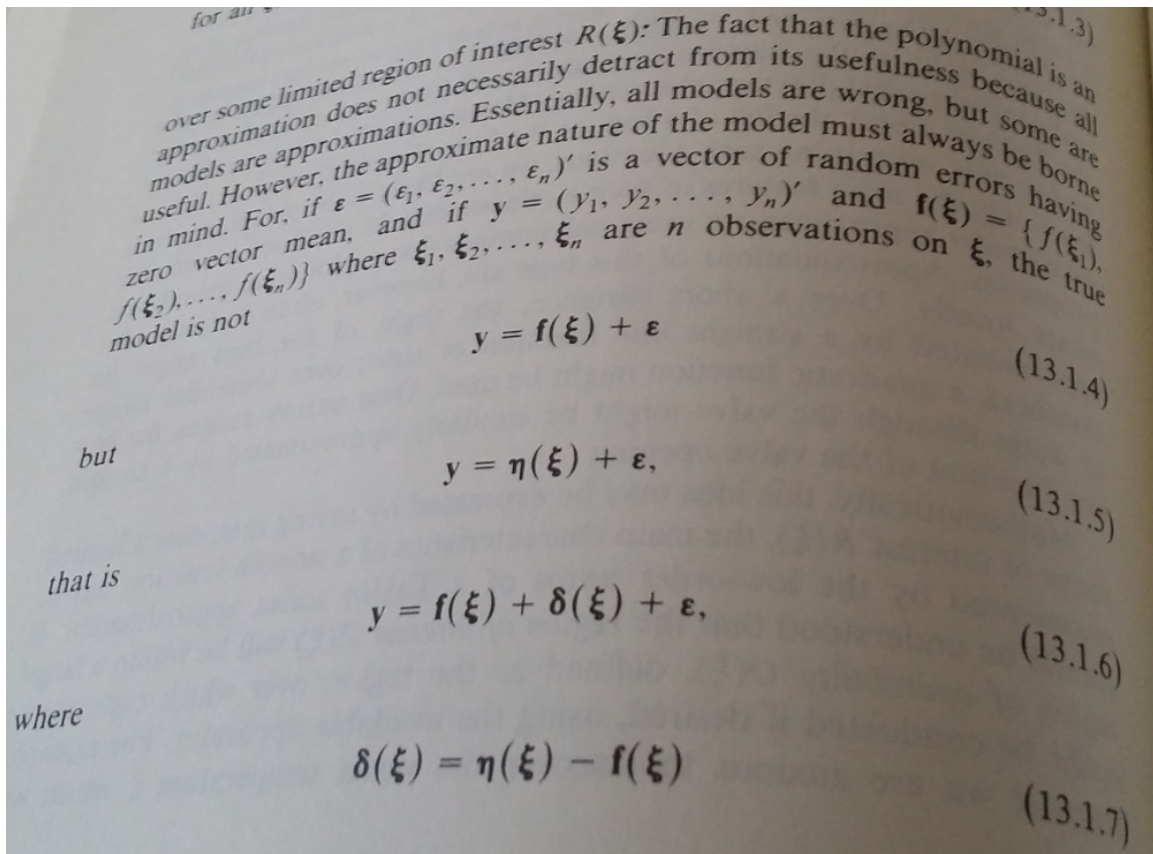 for an
(13.1.3)
over some limited region of interest R(ξ): The fact that the polynomial is an
approximation does not necessarily detract from its usefulness because all
models are approximations. Essentially, all models are wrong, but some are
useful. However, the approximate nature of the model must always be borne
in mind. For, if ε = (ε₁, ε₂, . . . , εₙ)′ is a vector of random errors having
zero vector mean, and if y = (y₁, y₂, . . . , yₙ)′ and f(ξ) = {f(ξ₁),
f(ξ₂), . . . , f(ξₙ)} where ξ₁, ξ₂, . . . , ξₙ are n observations on ξ, the true
model is not
y = f(ξ) + ε
(13.1.4)
but
y = η(ξ) + ε,
(13.1.5)
that is
y = f(ξ) + δ(ξ) + ε,
(13.1.6)
where
δ(ξ) = η(ξ) − f(ξ)
(13.1.7)